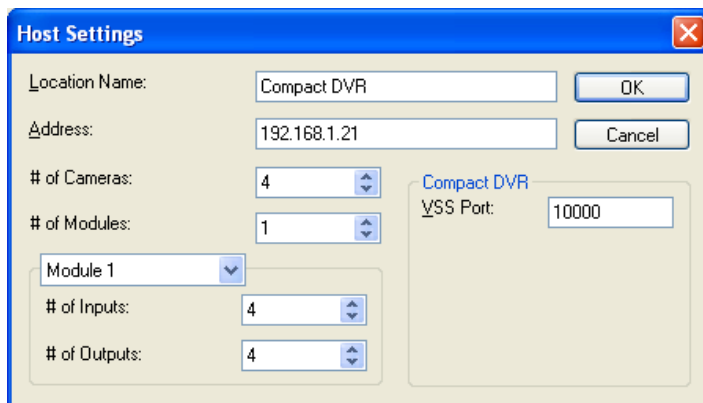 Host Settings
Location Name:
Compact DVR
OK
Address:
192.168.1.21
Cancel
# of Cameras:
4
# of Modules:
1
Compact DVR
VSS Port:
10000
Module 1
# of Inputs:
4
# of Outputs:
4